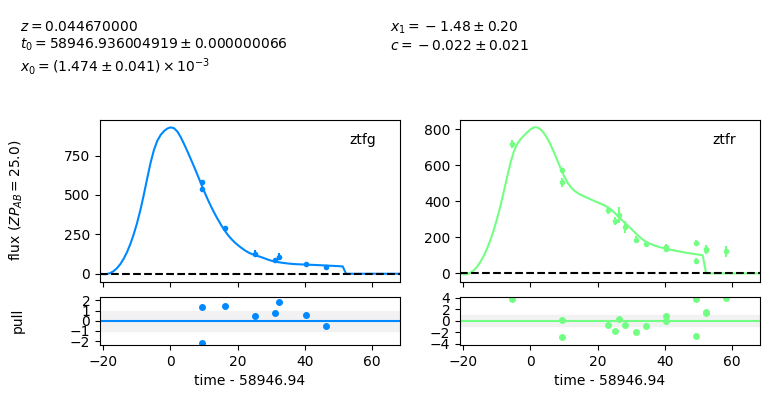 z = 0.044670000
t0 = 58946.936004919 ± 0.000000066
x0 = (1.474 ± 0.041) × 10^−3
x1 = −1.48 ± 0.20
c = −0.022 ± 0.021
flux (ZPAB = 25.0)
750
500
250
0
ztfg
800
600
400
200
0
ztfr
pull
2
1
0
−1
−2
−20 0 20 40 60
time - 58946.94
4
2
0
−2
−4
−20 0 20 40 60
time - 58946.94